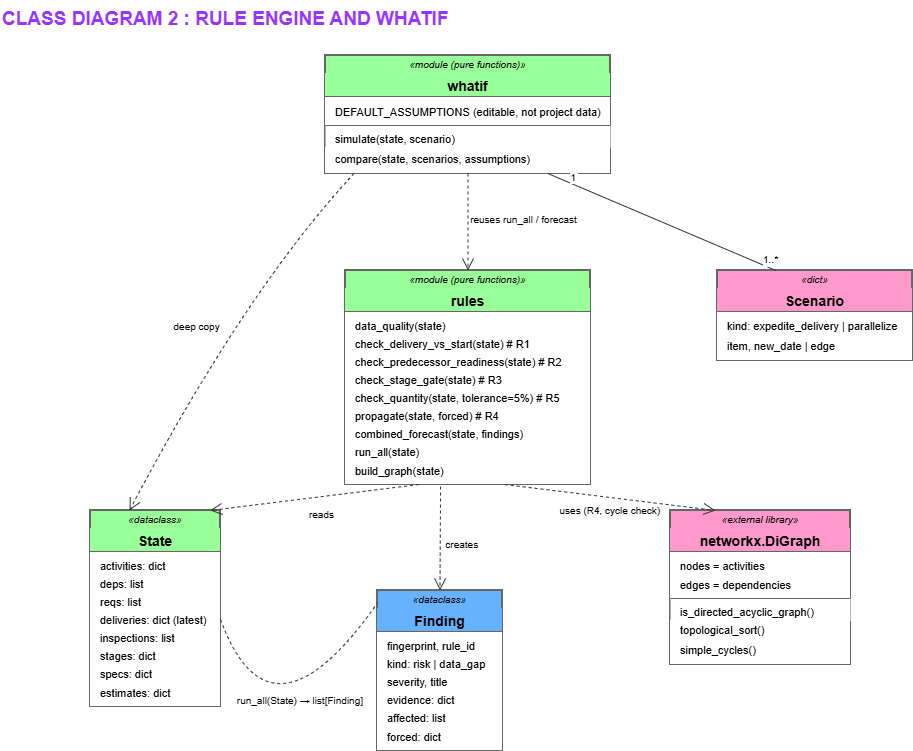 CLASS DIAGRAM 2 : RULE ENGINE AND WHATIF
«module (pure functions)»
whatif
DEFAULT_ASSUMPTIONS (editable, not project data)
simulate(state, scenario)
compare(state, scenarios, assumptions)
1
reuses run_all / forecast
1..*
deep copy
«module (pure functions)»
rules
data_quality(state)
check_delivery_vs_start(state) # R1
check_predecessor_readiness(state) # R2
check_stage_gate(state) # R3
check_quantity(state, tolerance=5%) # R5
propagate(state, forced) # R4
combined_forecast(state, findings)
run_all(state)
build_graph(state)
«dict»
Scenario
kind: expedite_delivery | parallelize
item, new_date | edge
reads
creates
uses (R4, cycle check)
«dataclass»
State
activities: dict
deps: list
reqs: list
deliveries: dict (latest)
inspections: list
stages: dict
specs: dict
estimates: dict
run_all(State) → list[Finding]
«dataclass»
Finding
fingerprint, rule_id
kind: risk | data_gap
severity, title
evidence: dict
affected: list
forced: dict
«external library»
networkx.DiGraph
nodes = activities
edges = dependencies
is_directed_acyclic_graph()
topological_sort()
simple_cycles()